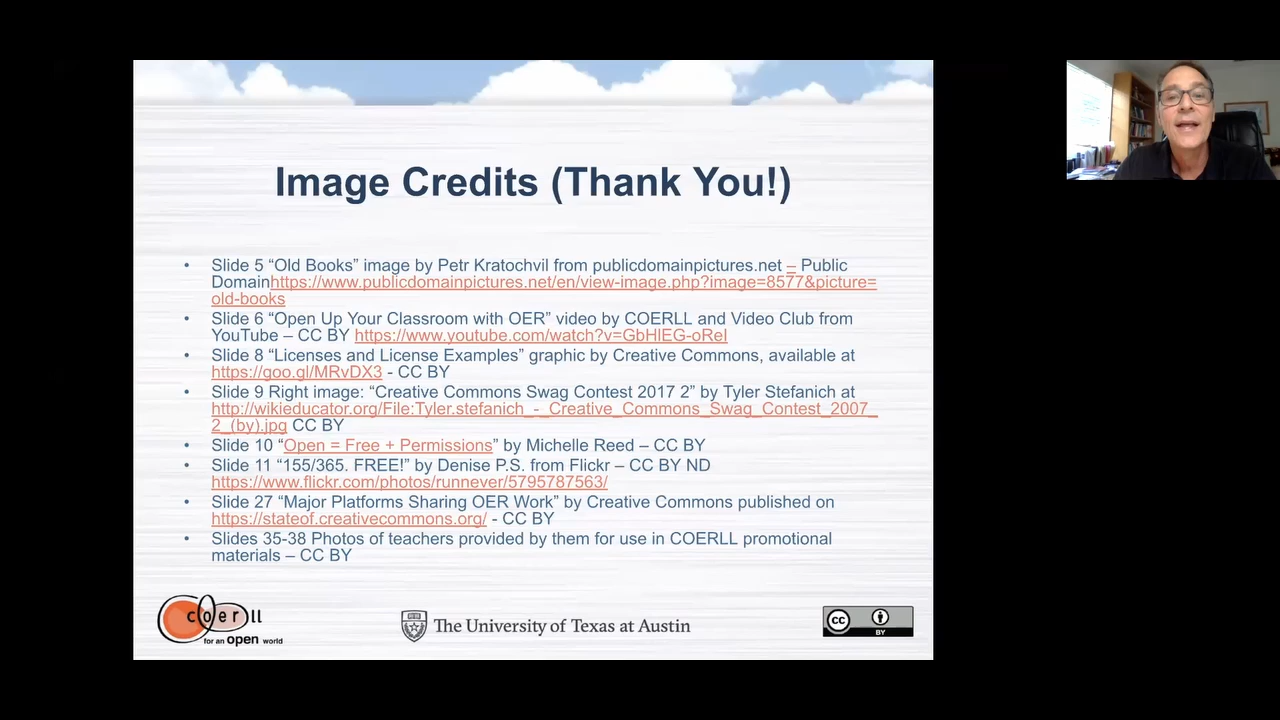 Image Credits (Thank You!)
• Slide 5 “Old Books” image by Petr Kratochvil from publicdomainpictures.net – Public
Domainhttps://www.publicdomainpictures.net/en/view-image.php?image=8577&picture=
old-books
• Slide 6 “Open Up Your Classroom with OER” video by COERLL and Video Club from
YouTube – CC BY https://www.youtube.com/watch?v=GbHlEG-oReI
• Slide 8 “Licenses and License Examples” graphic by Creative Commons, available at
https://goo.gl/MRvDX3 - CC BY
• Slide 9 Right image: “Creative Commons Swag Contest 2017 2” by Tyler Stefanich at
http://wikieducator.org/File:Tyler.stefanich_-_Creative_Commons_Swag_Contest_2007_
2_(by).jpg CC BY
• Slide 10 “Open = Free + Permissions” by Michelle Reed – CC BY
• Slide 11 “155/365. FREE!” by Denise P.S. from Flickr – CC BY ND
https://www.flickr.com/photos/runnever/5795787563/
• Slide 27 “Major Platforms Sharing OER Work” by Creative Commons published on
https://stateof.creativecommons.org/ - CC BY
• Slides 35-38 Photos of teachers provided by them for use in COERLL promotional
materials – CC BY
coerll
for an open world
The University of Texas at Austin
cc
BY